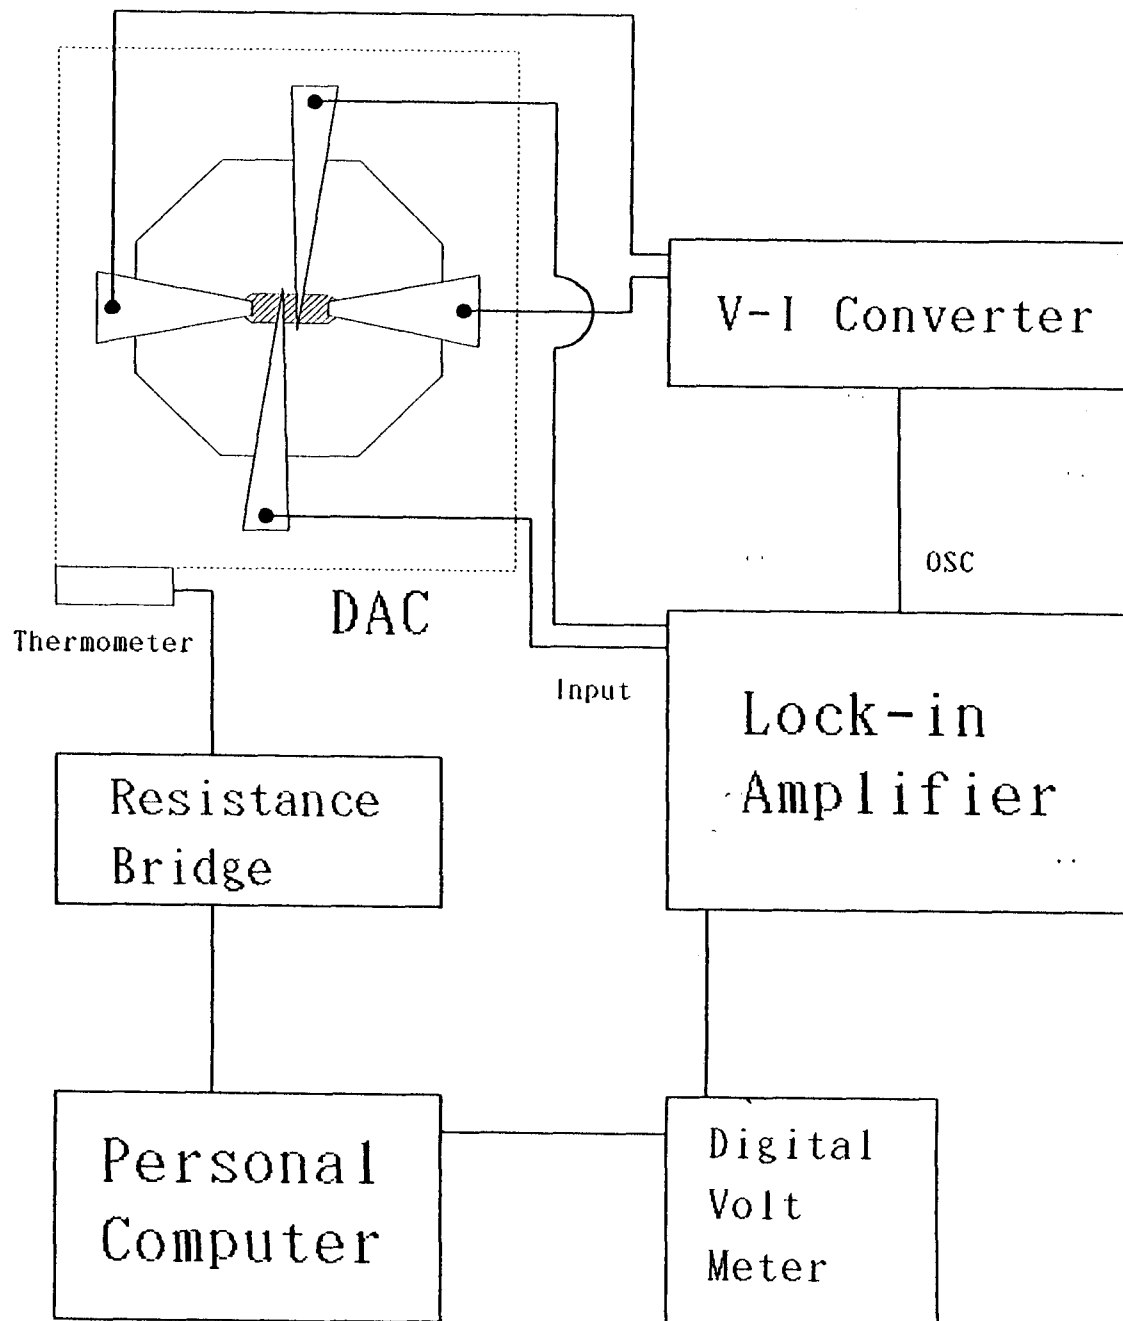 V-I Converter
OSC
DAC
Thermometer
Input
Lock-in
Amplifier
Resistance
Bridge
Personal
Computer
Digital
Volt
Meter